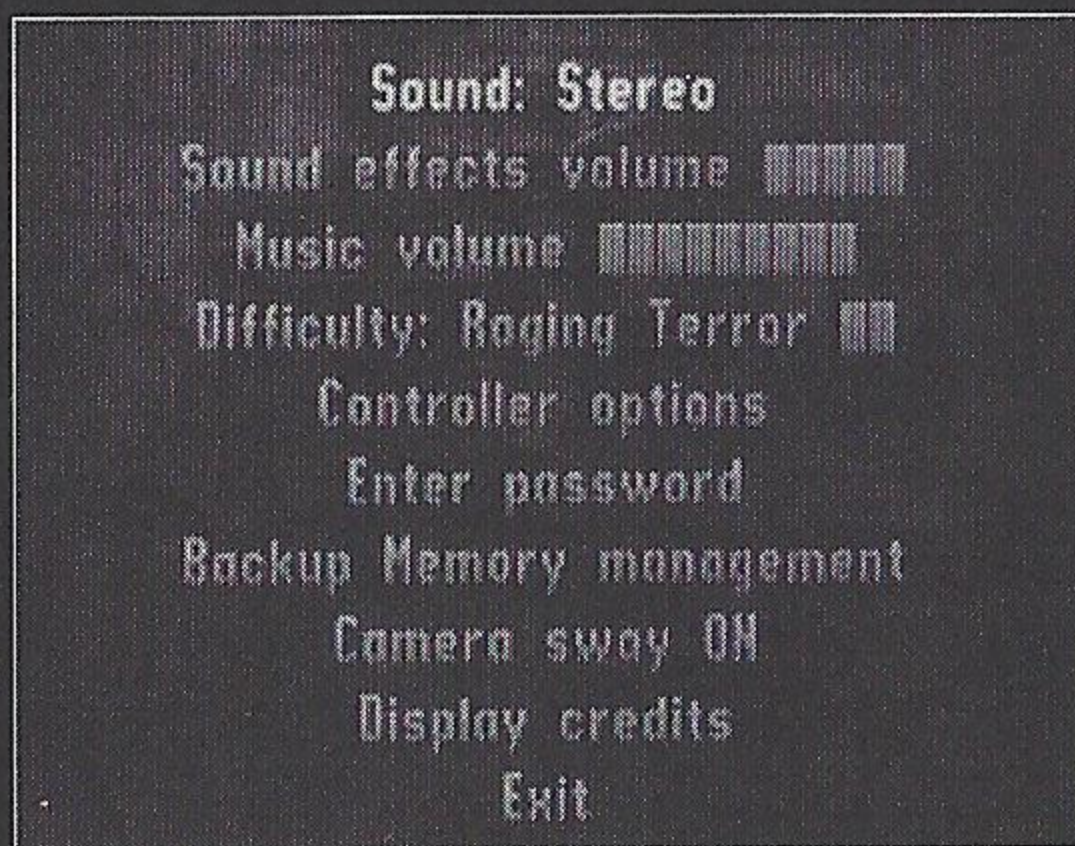 Sound: Stereo
Sound effects volume
Music volume
Difficulty: Raging Terror
Controller options
Enter password
Backup Memory management
Camera sway ON
Display credits
Exit